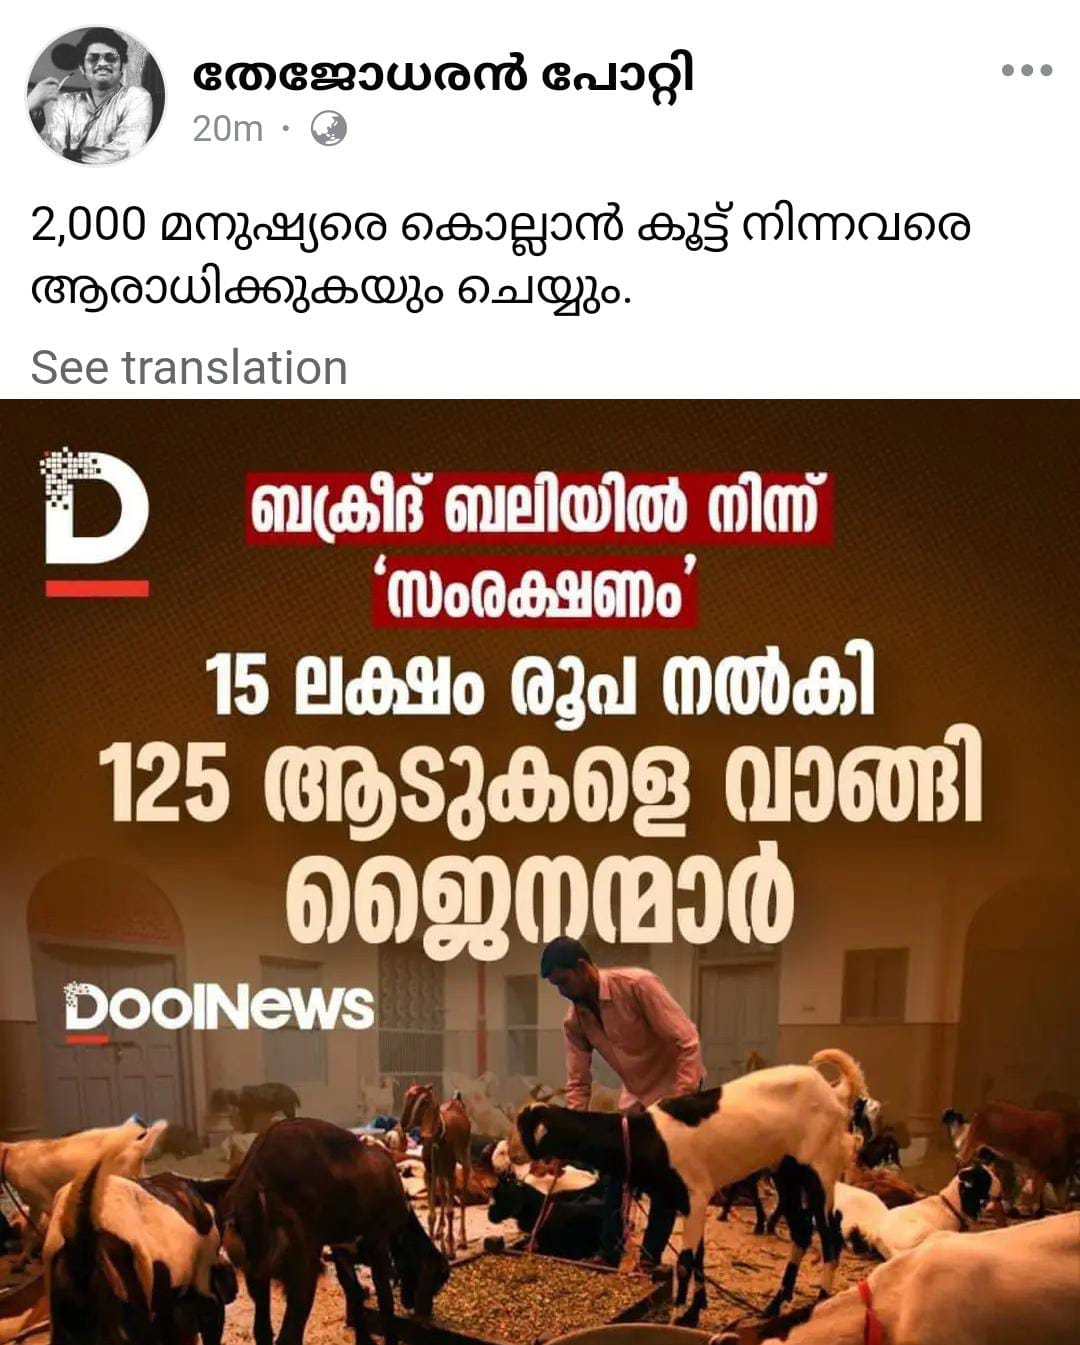 തേജോധരൻ പോറ്റി
20m
2,000 മനുഷ്യരെ കൊല്ലാൻ കൂട്ട് നിന്നവരെ
ആരാധിക്കുകയും ചെയ്യും.
See translation
D
ബക്രീദ് ബലിയിൽ നിന്ന്
'സംരക്ഷണം'
15 ലക്ഷം രൂപ നൽകി
125 ആടുകളെ വാങ്ങി
ജൈനന്മാർ
DoolNews